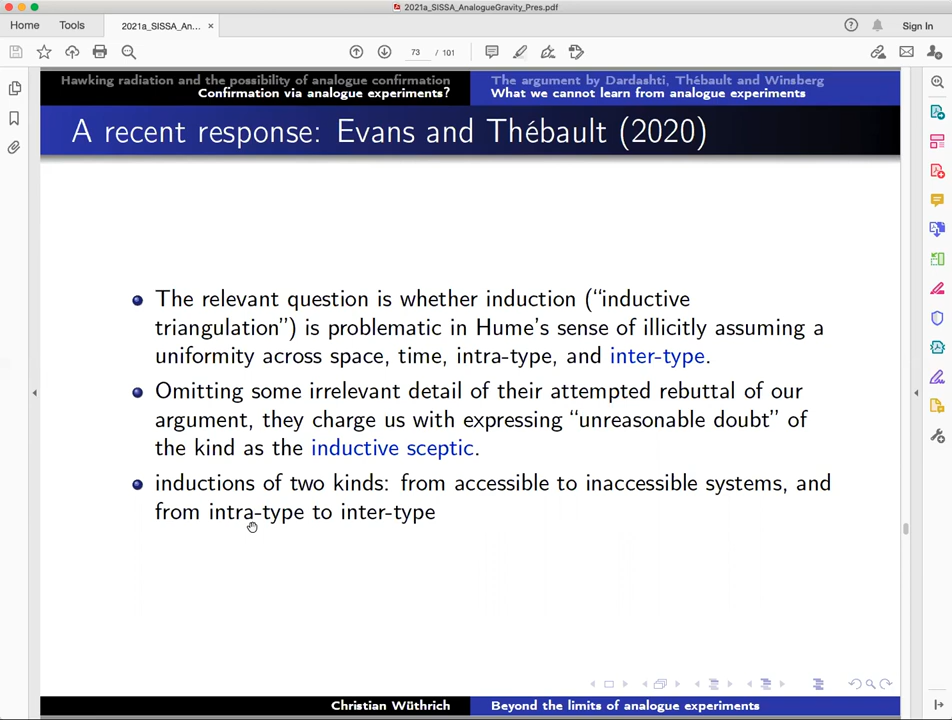 2021a_SISSA_AnalogueGravity_Pres.pdf
Home Tools 2021a_SISSA_An... × Sign In
73 / 101
Hawking radiation and the possibility of analogue confirmation
Confirmation via analogue experiments?
The argument by Dardashti, Thébault and Winsberg
What we cannot learn from analogue experiments
A recent response: Evans and Thébault (2020)
The relevant question is whether induction (“inductive
triangulation”) is problematic in Hume’s sense of illicitly assuming a
uniformity across space, time, intra-type, and inter-type.
Omitting some irrelevant detail of their attempted rebuttal of our
argument, they charge us with expressing “unreasonable doubt” of
the kind as the inductive sceptic.
inductions of two kinds: from accessible to inaccessible systems, and
from intra-type to inter-type
Christian Wüthrich
Beyond the limits of analogue experiments